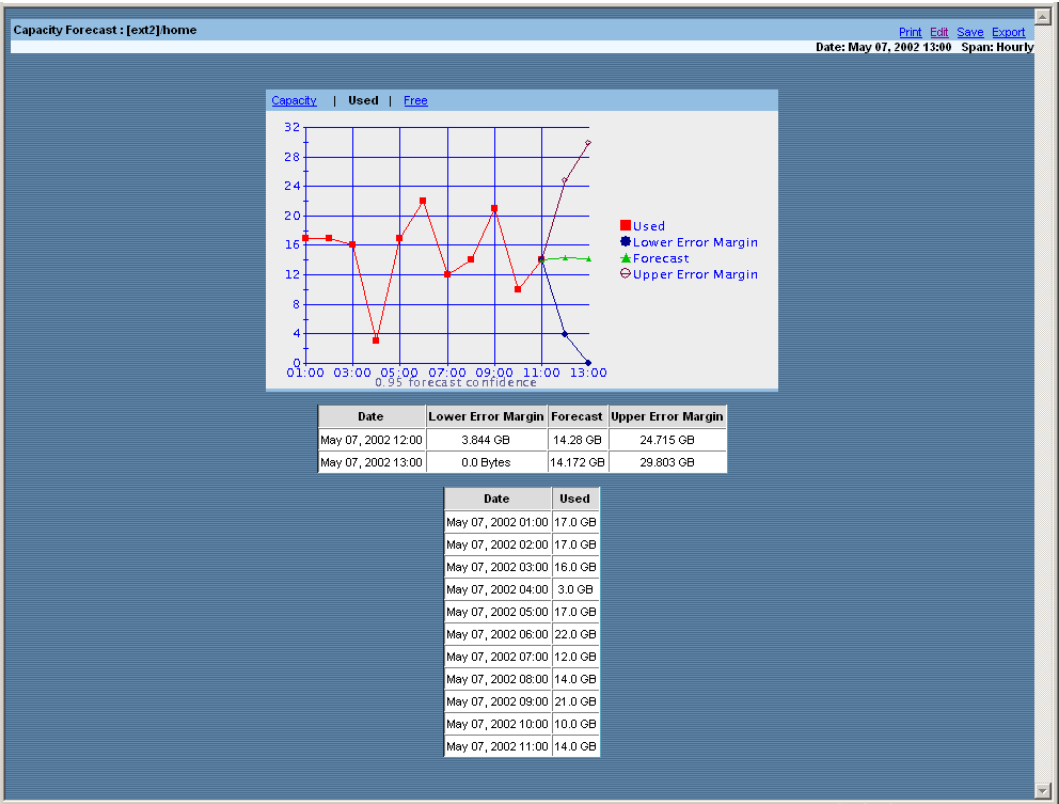 Capacity Forecast : [ext2]/home
Print Edit Save Export
Date: May 07, 2002 13:00 Span: Hourly
Capacity | Used | Free
32
28
24
20
16
12
8
4
0
01:00 03:00 05:00 07:00 09:00 11:00 13:00
0.95 forecast confidence
Used
Lower Error Margin
Forecast
Upper Error Margin
Date Lower Error Margin Forecast Upper Error Margin
May 07, 2002 12:00 3.844 GB 14.28 GB 24.715 GB
May 07, 2002 13:00 0.0 Bytes 14.172 GB 29.803 GB
Date Used
May 07, 2002 01:00 17.0 GB
May 07, 2002 02:00 17.0 GB
May 07, 2002 03:00 16.0 GB
May 07, 2002 04:00 3.0 GB
May 07, 2002 05:00 17.0 GB
May 07, 2002 06:00 22.0 GB
May 07, 2002 07:00 12.0 GB
May 07, 2002 08:00 14.0 GB
May 07, 2002 09:00 21.0 GB
May 07, 2002 10:00 10.0 GB
May 07, 2002 11:00 14.0 GB